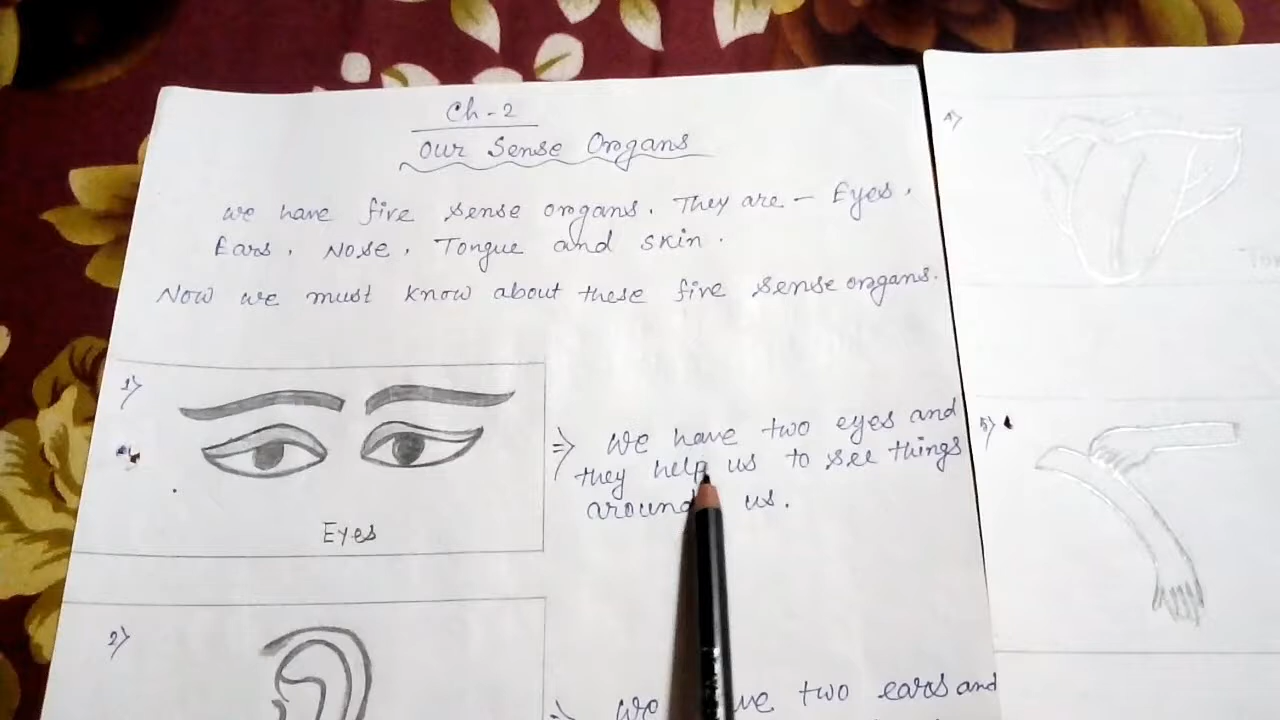 Ch - 2
Our Sense Organs
We have five sense organs. They are - Eyes,
Ears, Nose, Tongue and skin.
Now we must know about these five sense organs.
1)
Eyes
=> We have two eyes and
they help us to see things
around us.
2)
=> We two ears and
4)
5)